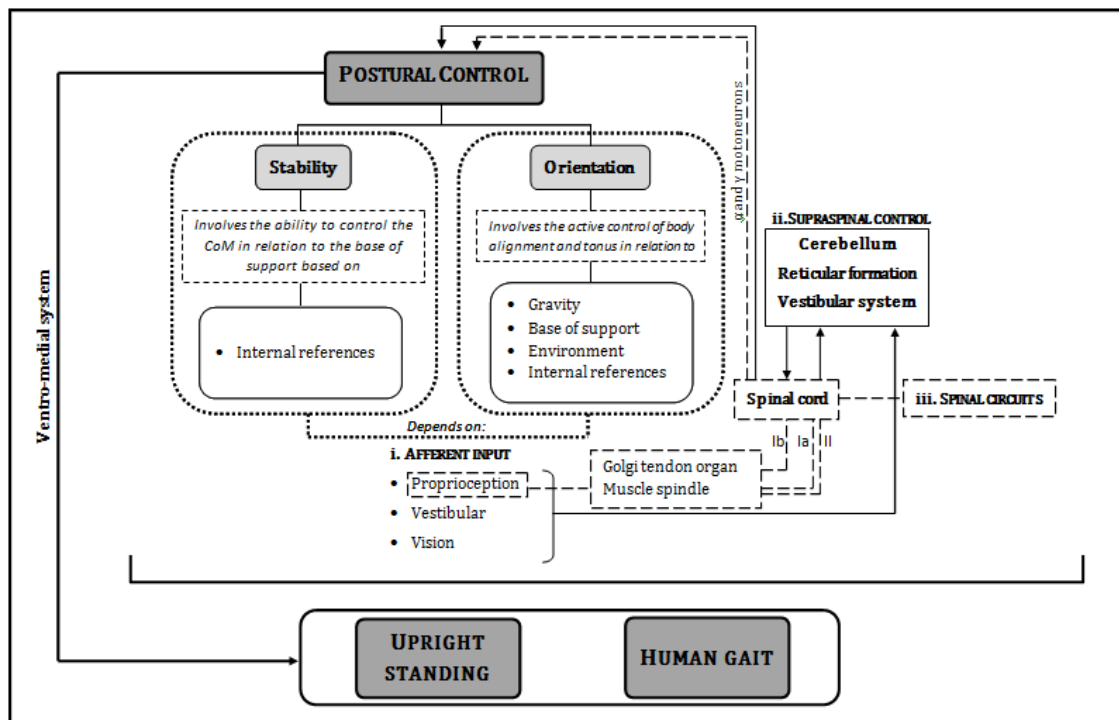 POSTURAL CONTROL
Stability
Involves the ability to control the
CoM in relation to the base of
support based on
• Internal references
Orientation
Involves the active control of body
alignment and tonus in relation to
• Gravity
• Base of support
• Environment
• Internal references
Depends on:
α and γ motoneurons
ii. SUPRASPINAL CONTROL
Cerebellum
Reticular formation
Vestibular system
Spinal cord
iii. SPINAL CIRCUITS
Ib
Ia
II
i. AFFERENT INPUT
• Proprioception
• Vestibular
• Vision
Golgi tendon organ
Muscle spindle
Ventro-medial system
UPRIGHT
STANDING
HUMAN GAIT